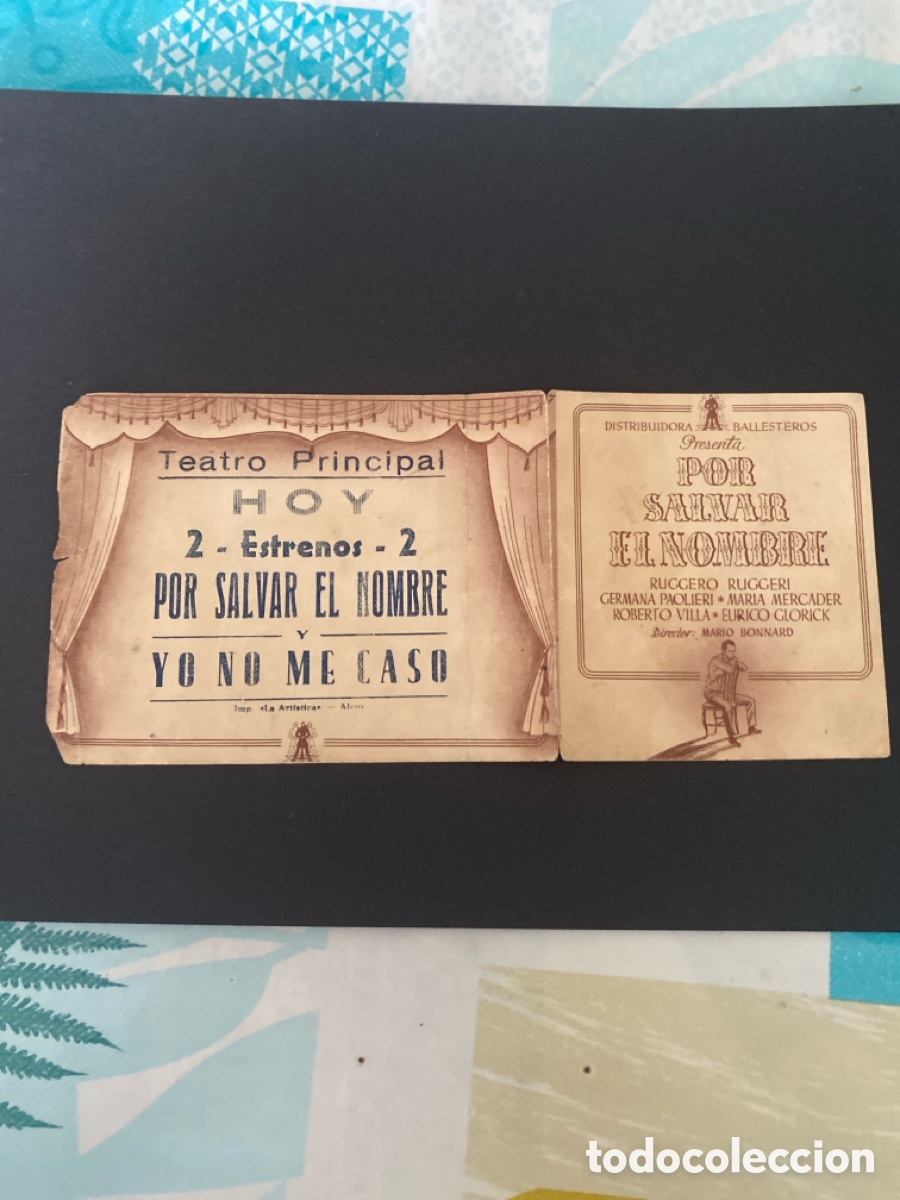 Teatro Principal
HOY
2 - Estrenos - 2
POR SALVAR EL NOMBRE
Y
YO NO ME CASO
Imp. «La Artística» — Alcoy
DISTRIBUIDORA BALLESTEROS
Presenta
POR
SALVAR
EL NOMBRE
RUGGERO RUGGERI
GERMANA PAOLIERI * MARIA MERCADER
ROBERTO VILLA * EURICO GLORICK
Director: MARIO BONNARD
todocoleccion